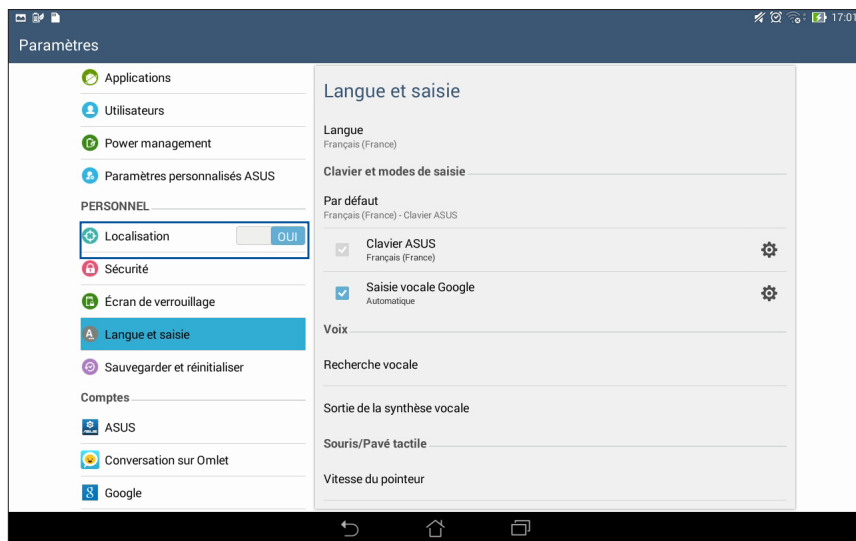 17:01
Paramètres
Applications
Utilisateurs
Power management
Paramètres personnalisés ASUS
PERSONNEL
Localisation OUI
Sécurité
Écran de verrouillage
Langue et saisie
Sauvegarder et réinitialiser
Comptes
ASUS
Conversation sur Omlet
Google
Langue et saisie
Langue
Français (France)
Clavier et modes de saisie
Par défaut
Français (France) - Clavier ASUS
Clavier ASUS
Français (France)
Saisie vocale Google
Automatique
Voix
Recherche vocale
Sortie de la synthèse vocale
Souris/Pavé tactile
Vitesse du pointeur